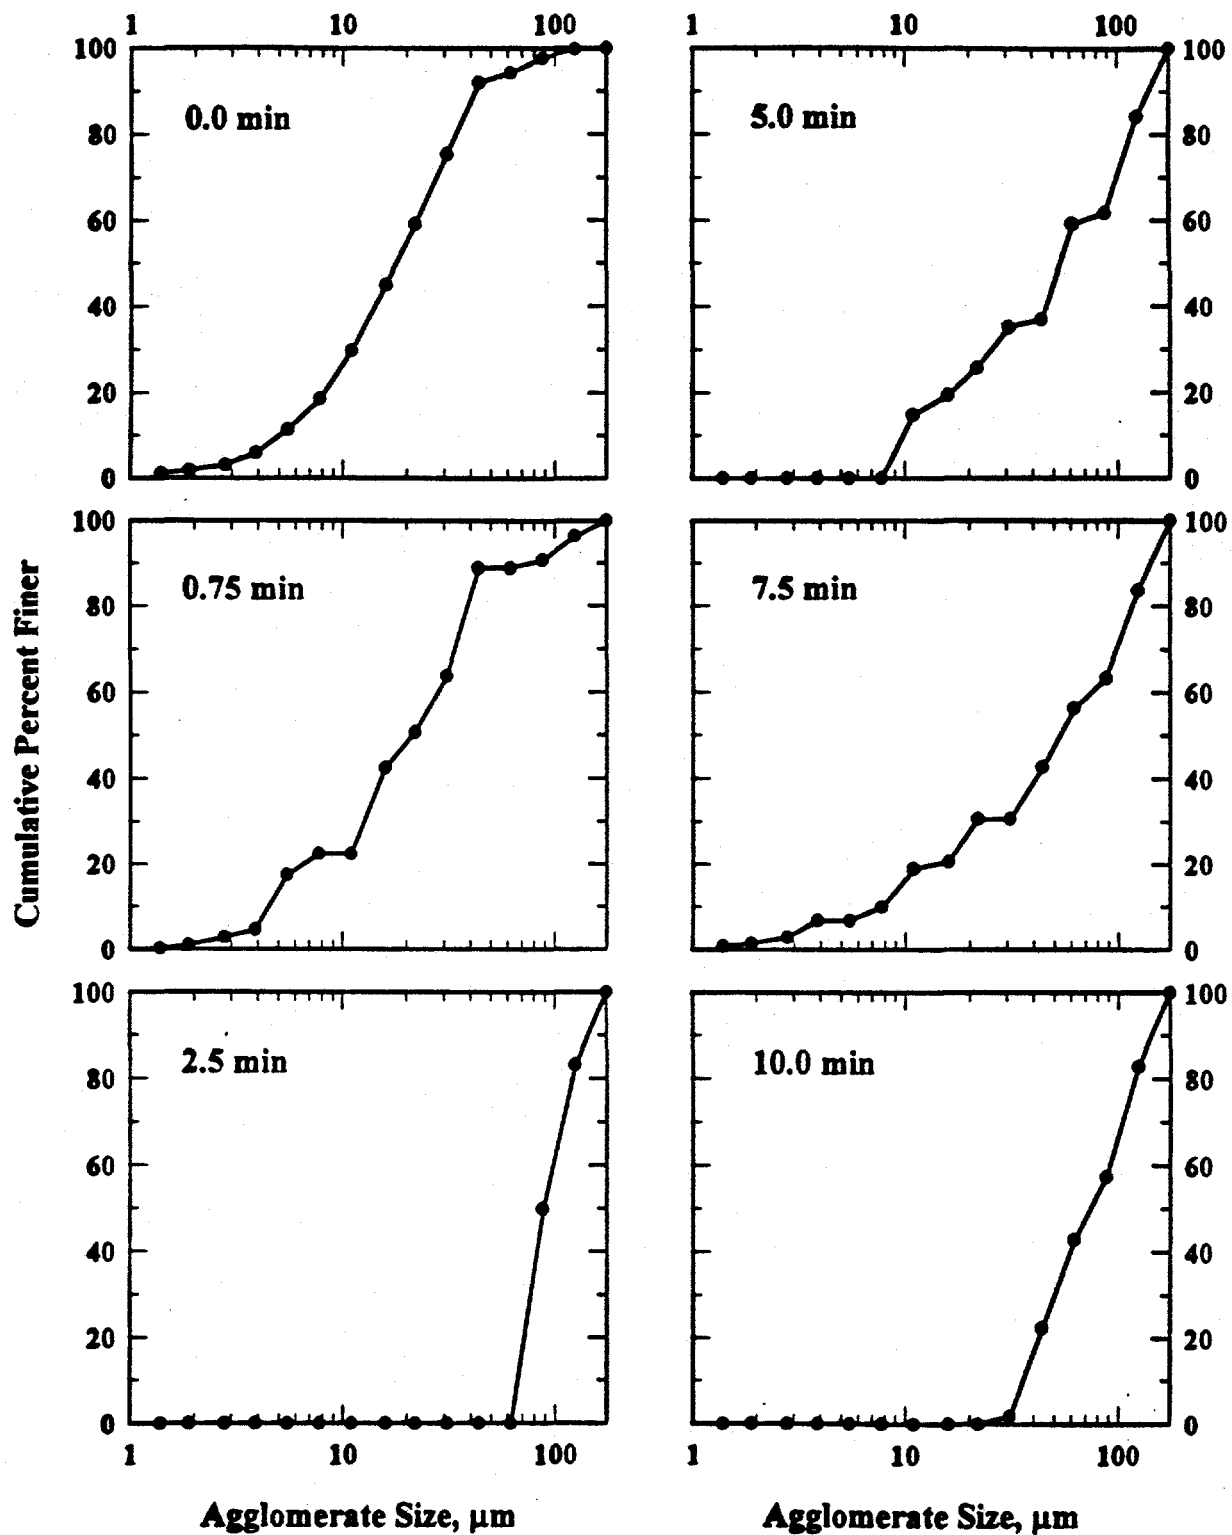 1 10 100 1 10 100
100 100
0.0 min 5.0 min
80 80
60 60
40 40
20 20
0 0
100 100
0.75 min 7.5 min
80 80
60 60
40 40
20 20
0 0
100 100
2.5 min 10.0 min
80 80
60 60
40 40
20 20
0 0
1 10 100 1 10 100
Cumulative Percent Finer
Agglomerate Size, μm Agglomerate Size, μm